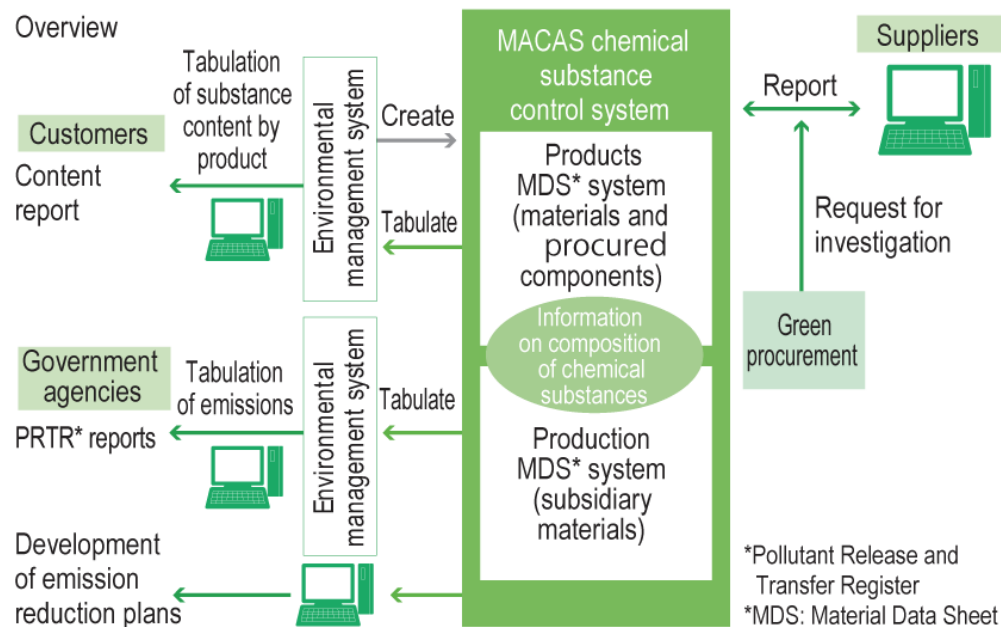 Overview
Tabulation
of substance
content by
product
Customers
Content
report
Environmental
management system
Create
Tabulate
MACAS chemical
substance
control system
Products
MDS* system
(materials and
procured
components)
Information
on composition
of chemical
substances
Production
MDS* system
(subsidiary
materials)
Suppliers
Report
Request for
investigation
Green
procurement
Government
agencies
PRTR* reports
Tabulation
of emissions
Environmental
management system
Tabulate
Development
of emission
reduction plans
*Pollutant Release and
Transfer Register
*MDS: Material Data Sheet